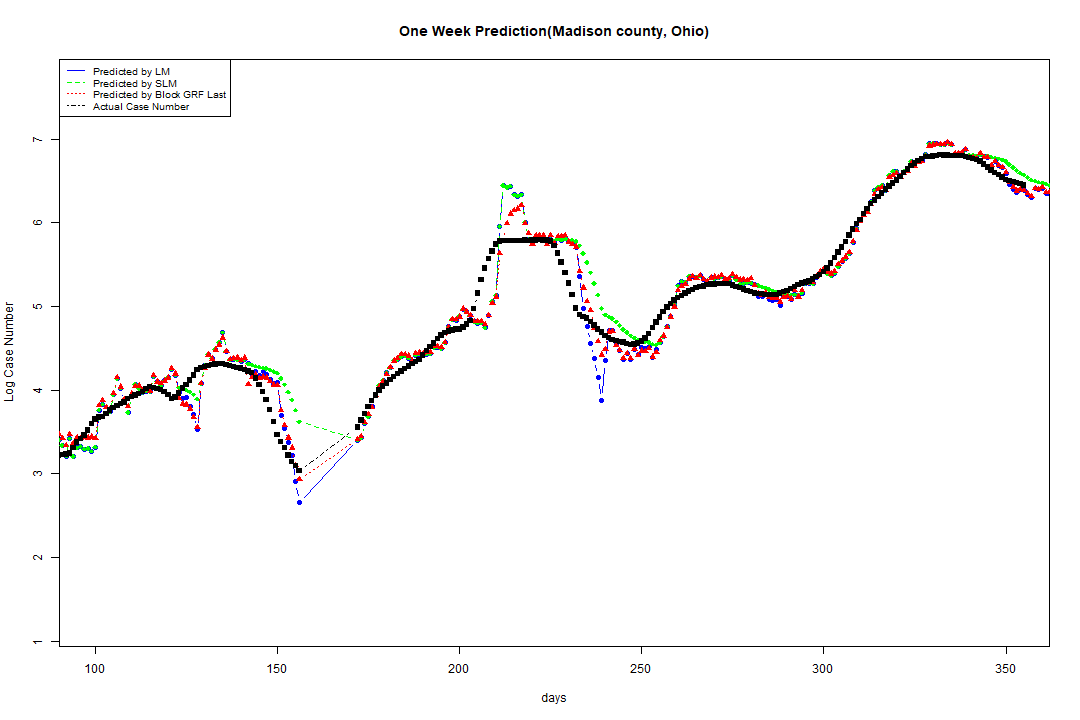 One Week Prediction(Madison county, Ohio)
Predicted by LM
Predicted by SLM
Predicted by Block GRF Last
Actual Case Number
7
6
5
4
3
2
1
Log Case Number
100 150 200 250 300 350
days